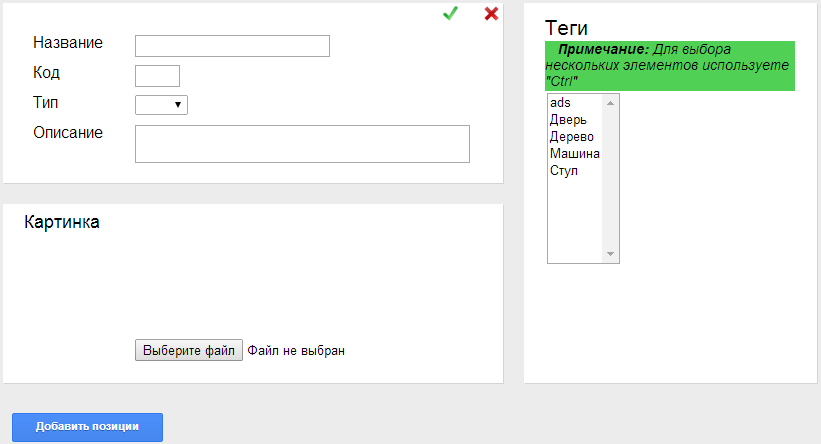 Название
Код
Тип
Описание
Картинка
Выберите файл Файл не выбран
Добавить позиции
Теги
Примечание: Для выбора
нескольких элементов используете
"Ctrl"
ads
Дверь
Дерево
Машина
Стул